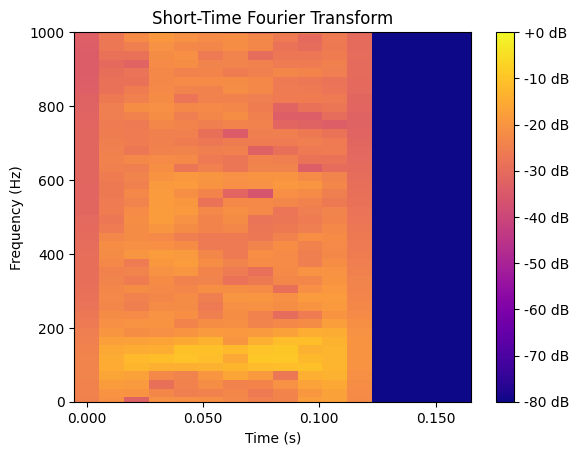 Short-Time Fourier Transform
1000
800
600
400
200
0
Frequency (Hz)
0.000
0.050
0.100
0.150
Time (s)
+0 dB
-10 dB
-20 dB
-30 dB
-40 dB
-50 dB
-60 dB
-70 dB
-80 dB